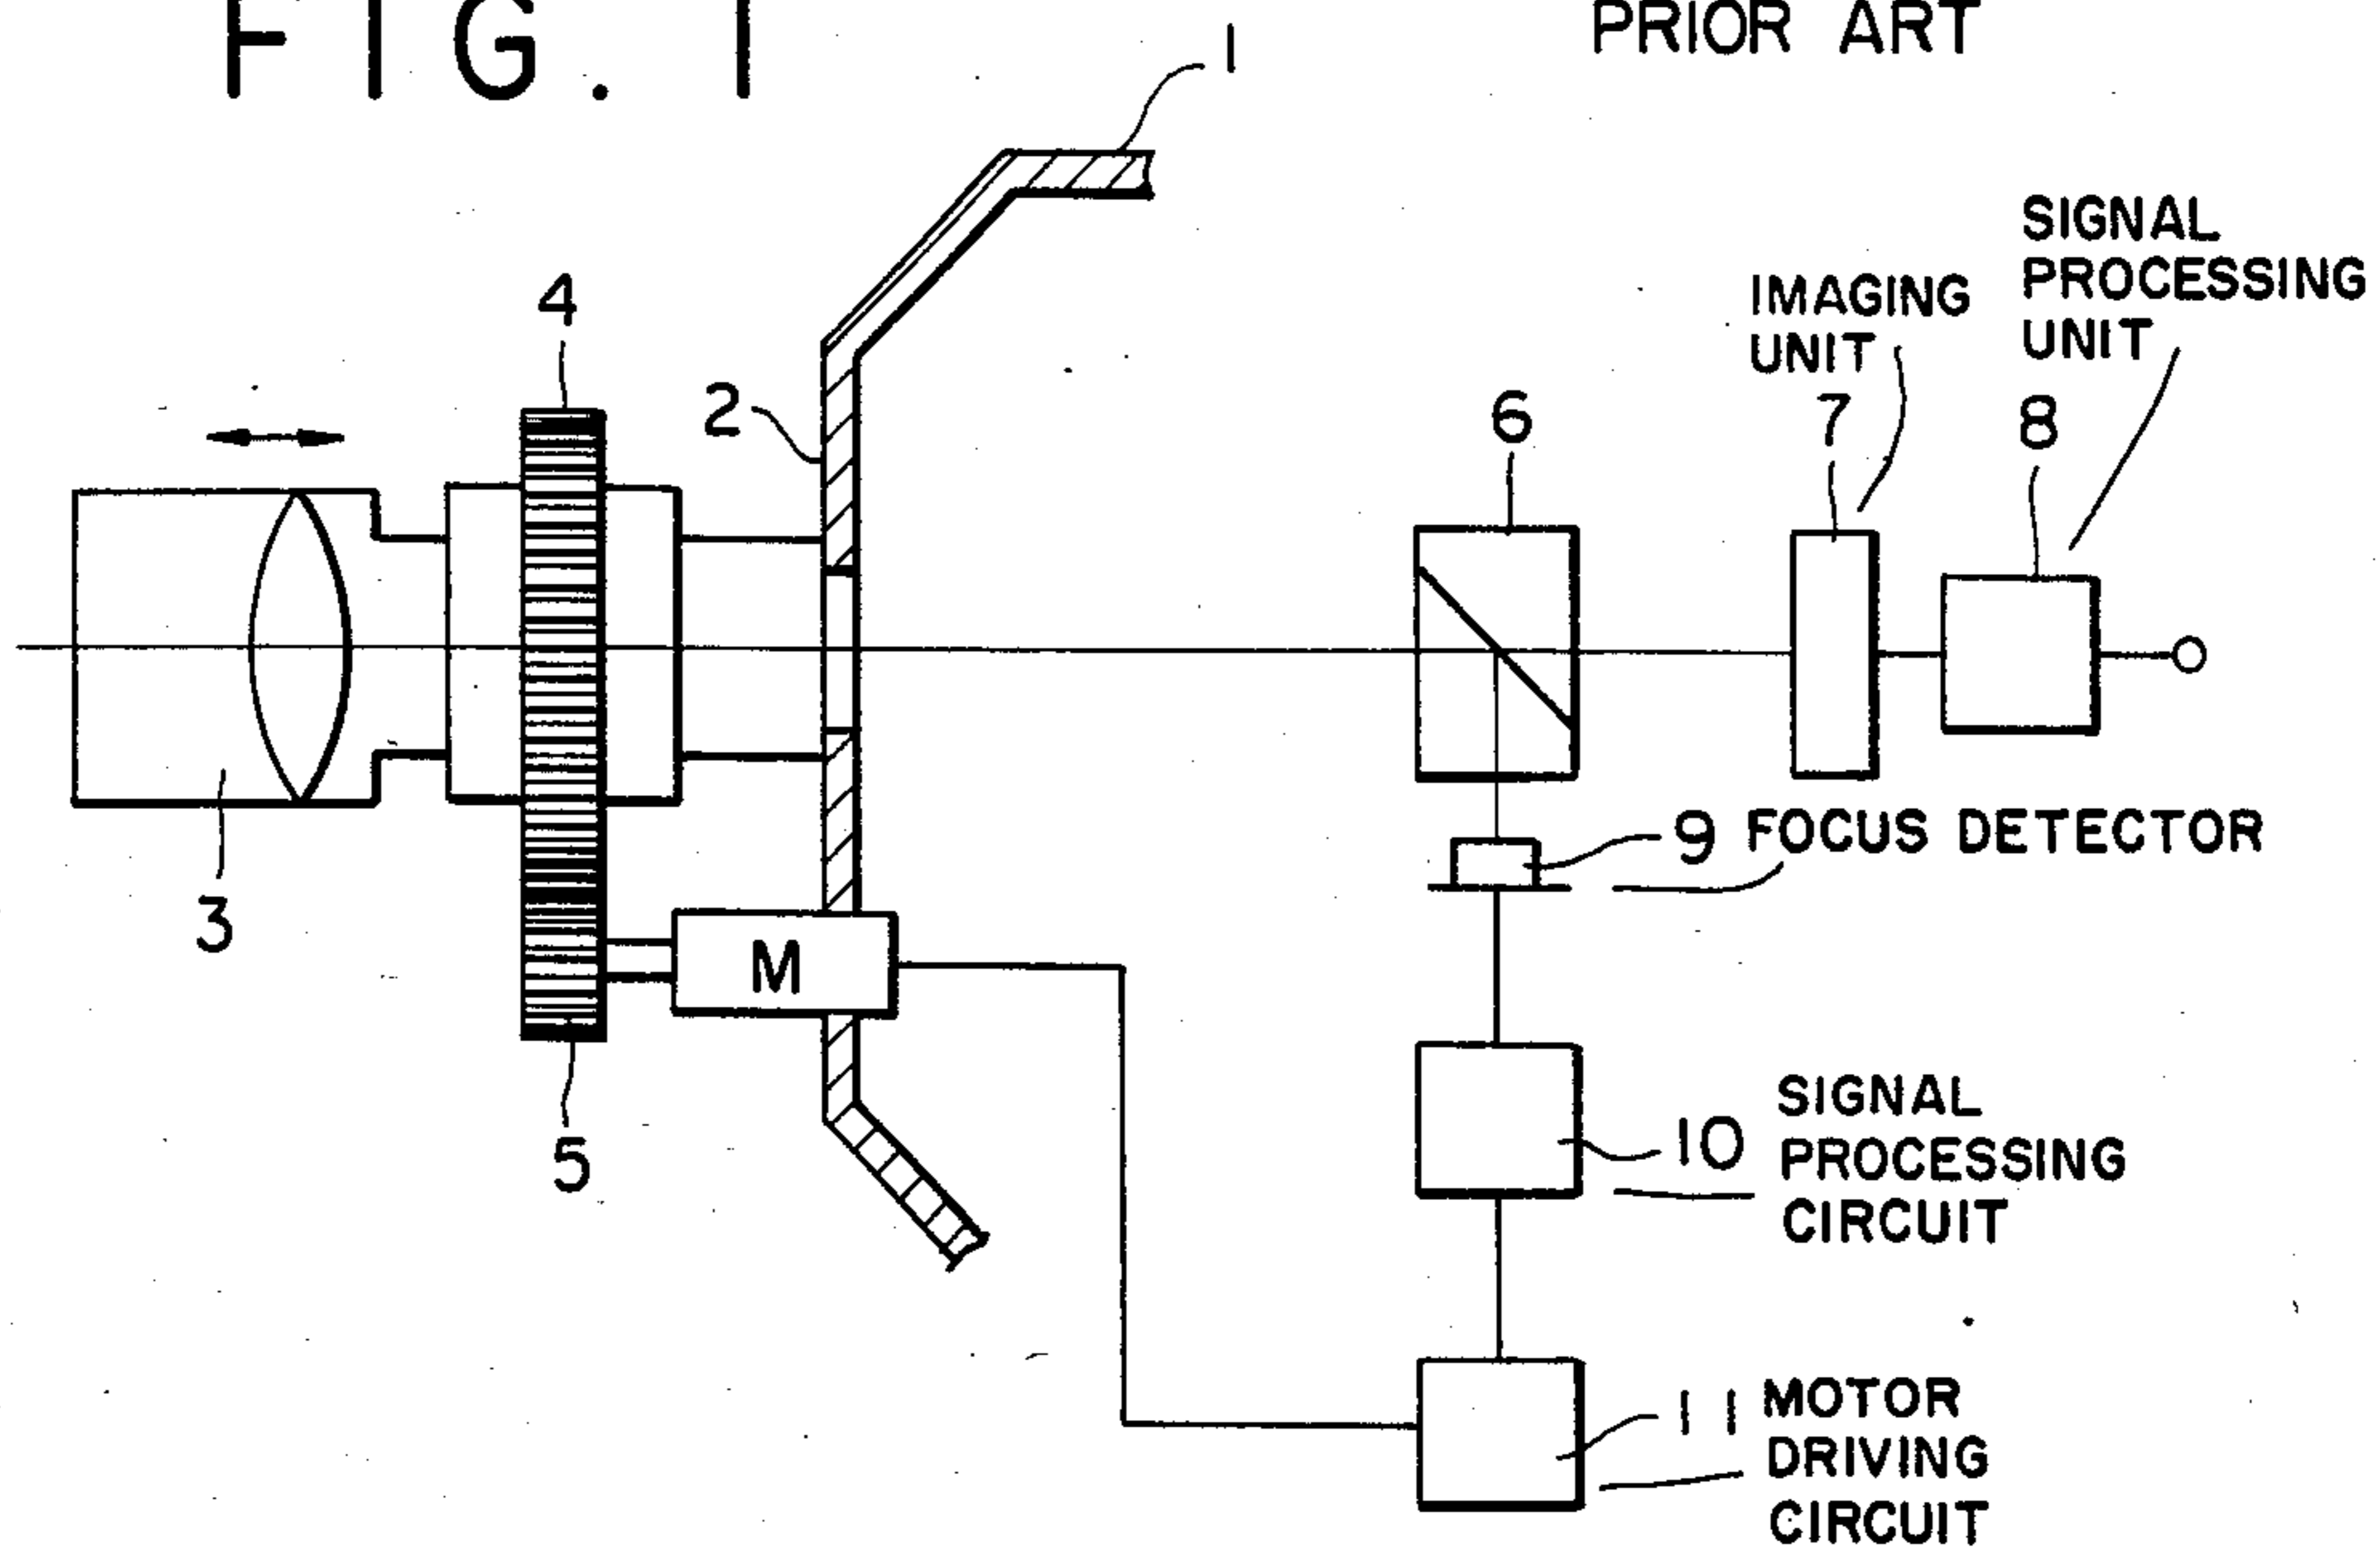 FIG. 1
PRIOR ART
1
SIGNAL
PROCESSING
UNIT
IMAGING
UNIT
4
2
6
7
8
3
9 FOCUS DETECTOR
M
5
10
SIGNAL
PROCESSING
CIRCUIT
11 MOTOR
DRIVING
CIRCUIT